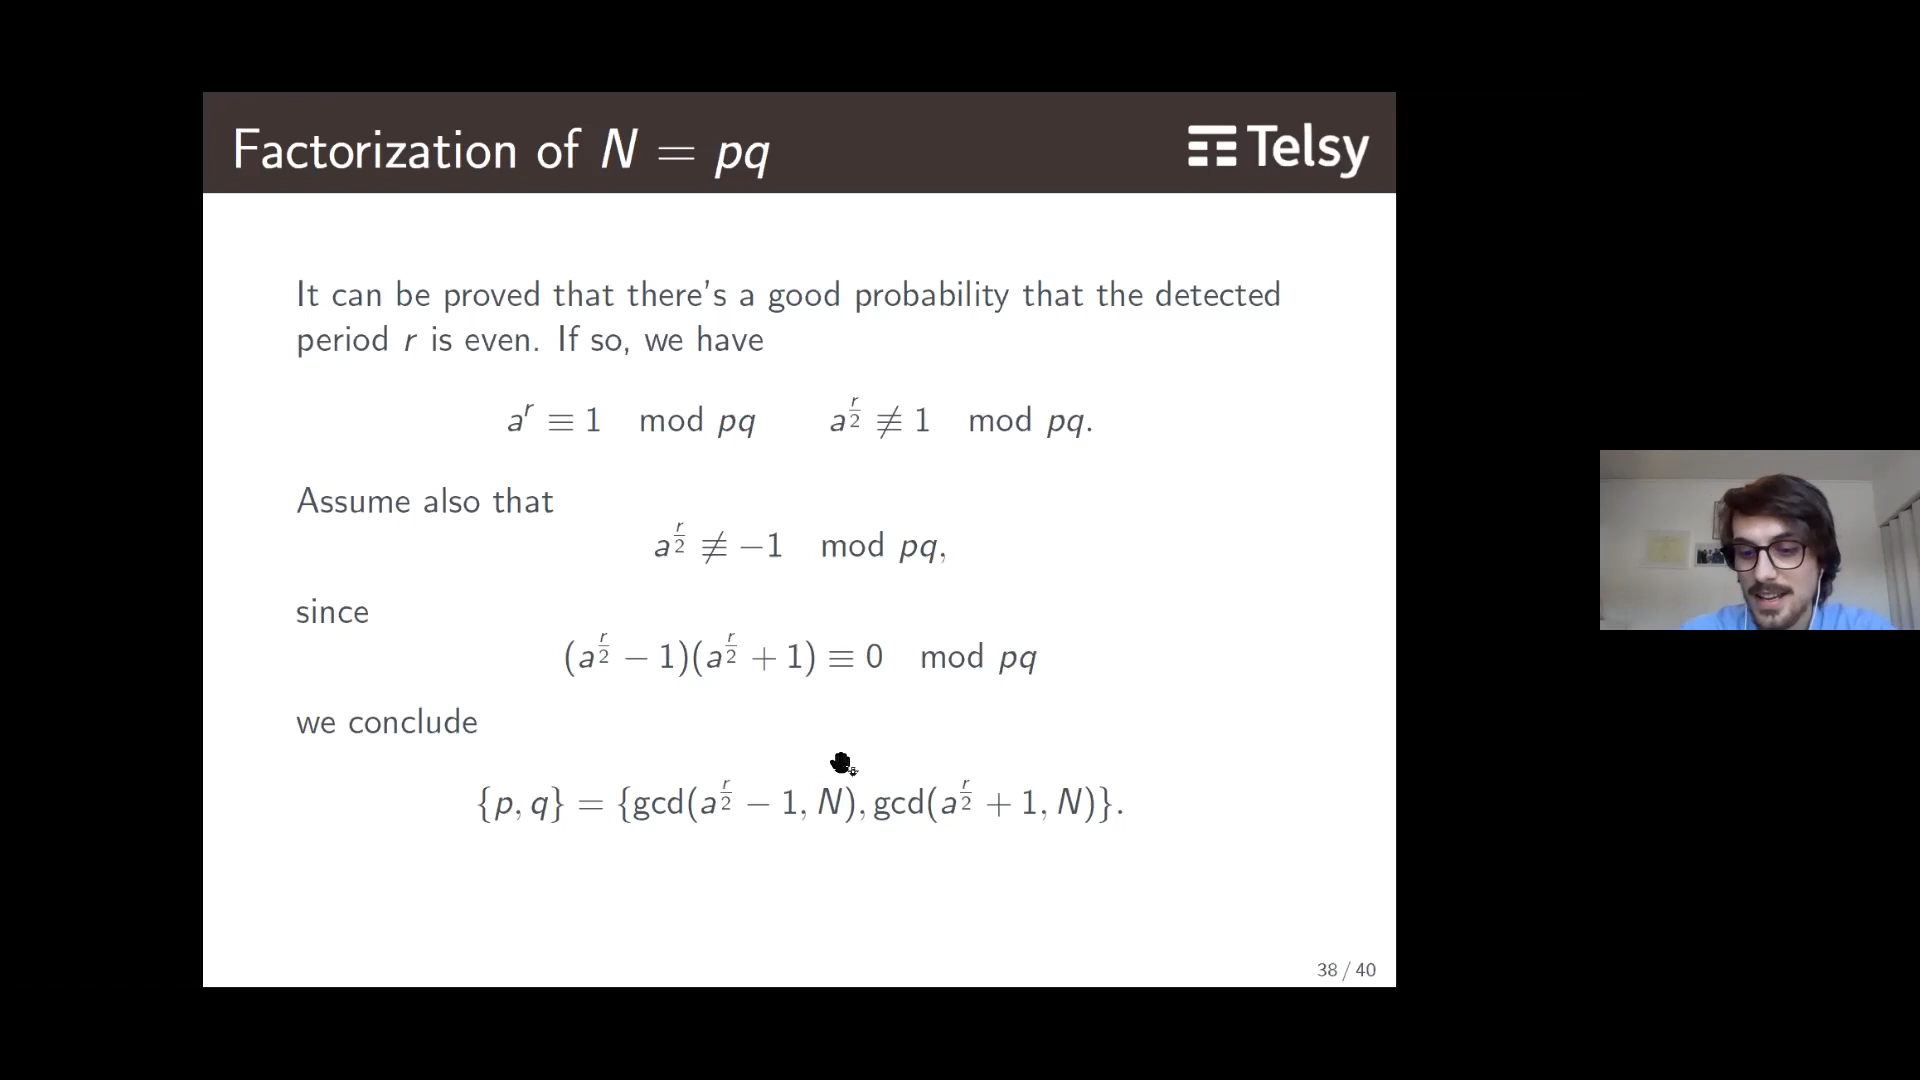 Factorization of N = pq
Telsy
It can be proved that there's a good probability that the detected
period r is even. If so, we have
a^{r/2} ≡ 1 mod pq a^{r/2} ≢ 1 mod pq.
Assume also that
a^{r/2} ≢ −1 mod pq,
since
(a^{r/2} − 1)(a^{r/2} + 1) ≡ 0 mod pq
we conclude
{p, q} = {gcd(a^{r/2} − 1, N), gcd(a^{r/2} + 1, N)}.
38 / 40